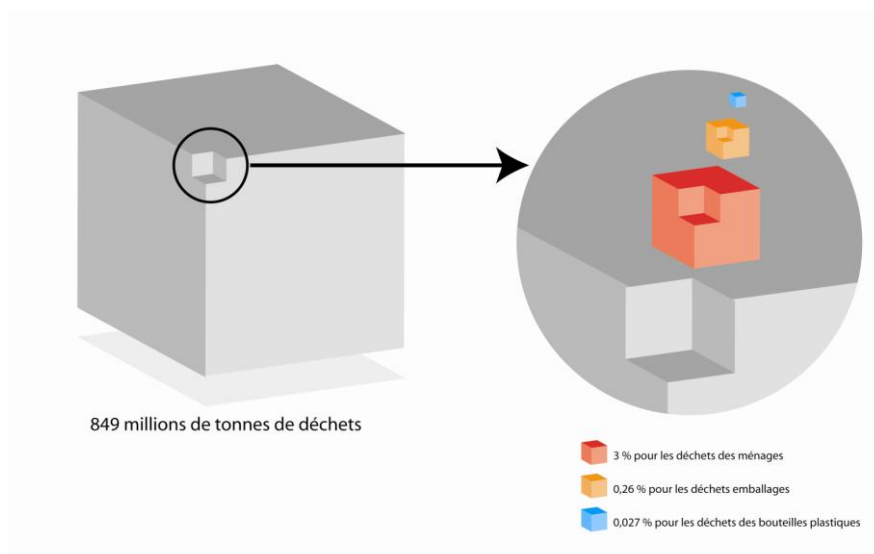 849 millions de tonnes de déchets
3 % pour les déchets des ménages
0,26 % pour les déchets emballages
0,027 % pour les déchets des bouteilles plastiques